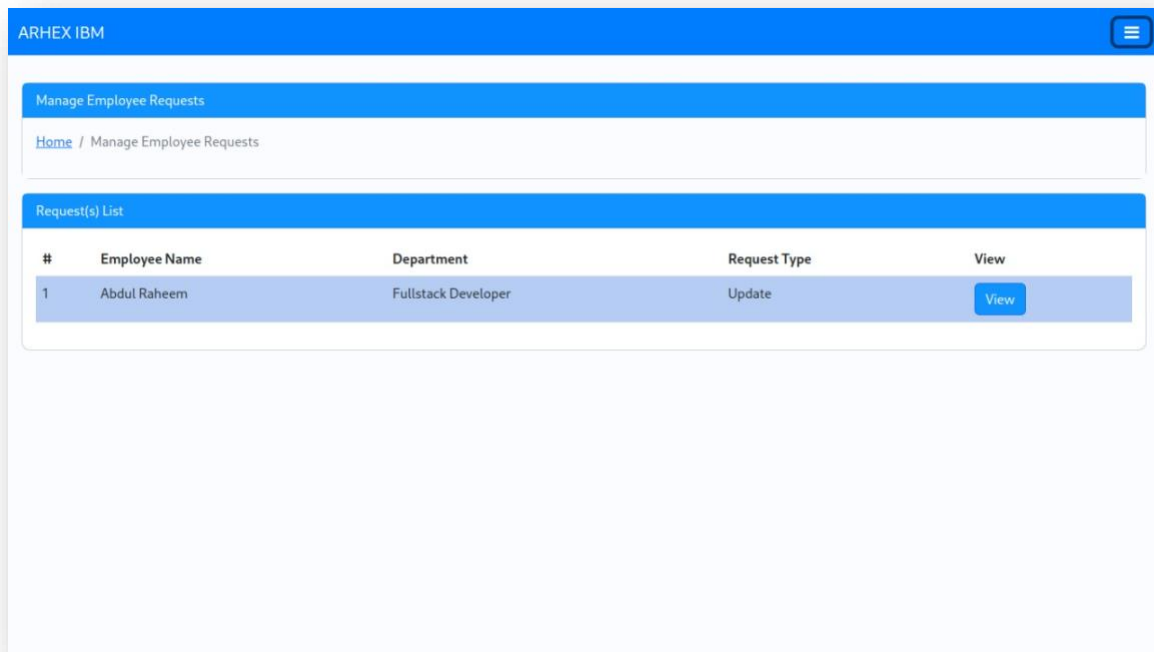 ARHEX IBM
Manage Employee Requests
Home / Manage Employee Requests
Request(s) List
# Employee Name Department Request Type View
1 Abdul Raheem Fullstack Developer Update View